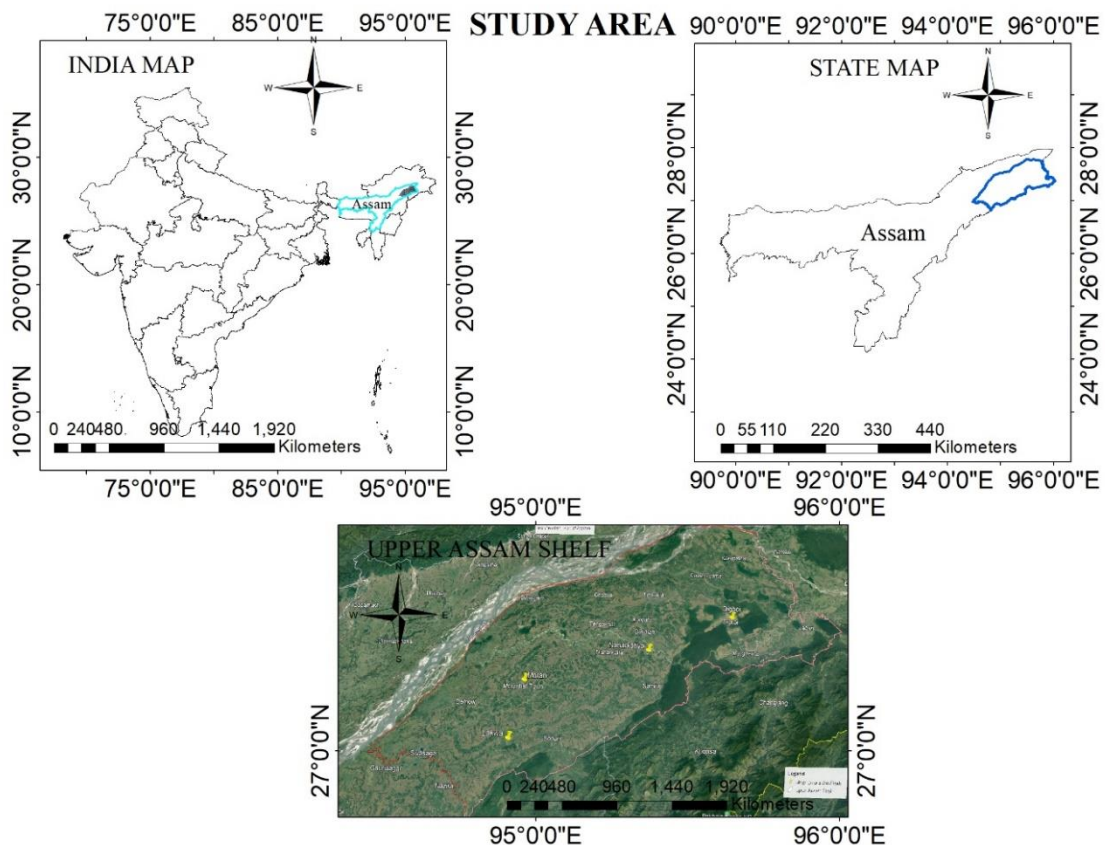 STUDY AREA
75°0'0"E 85°0'0"E 95°0'0"E
INDIA MAP
N
W E
S
30°0'0"N
20°0'0"N
10°0'0"N
30°0'0"N
20°0'0"N
10°0'0"N
Assam
0 240480 960 1,440 1,920
Kilometers
75°0'0"E 85°0'0"E 95°0'0"E
90°0'0"E 92°0'0"E 94°0'0"E 96°0'0"E
STATE MAP
N
W E
S
28°0'0"N
26°0'0"N
24°0'0"N
28°0'0"N
26°0'0"N
24°0'0"N
Assam
0 55 110 220 330 440
Kilometers
90°0'0"E 92°0'0"E 94°0'0"E 96°0'0"E
95°0'0"E 96°0'0"E
UPPER ASSAM SHELF
N
W E
S
27°0'0"N
27°0'0"N
0 240480 960 1,440 1,920
Kilometers
95°0'0"E 96°0'0"E